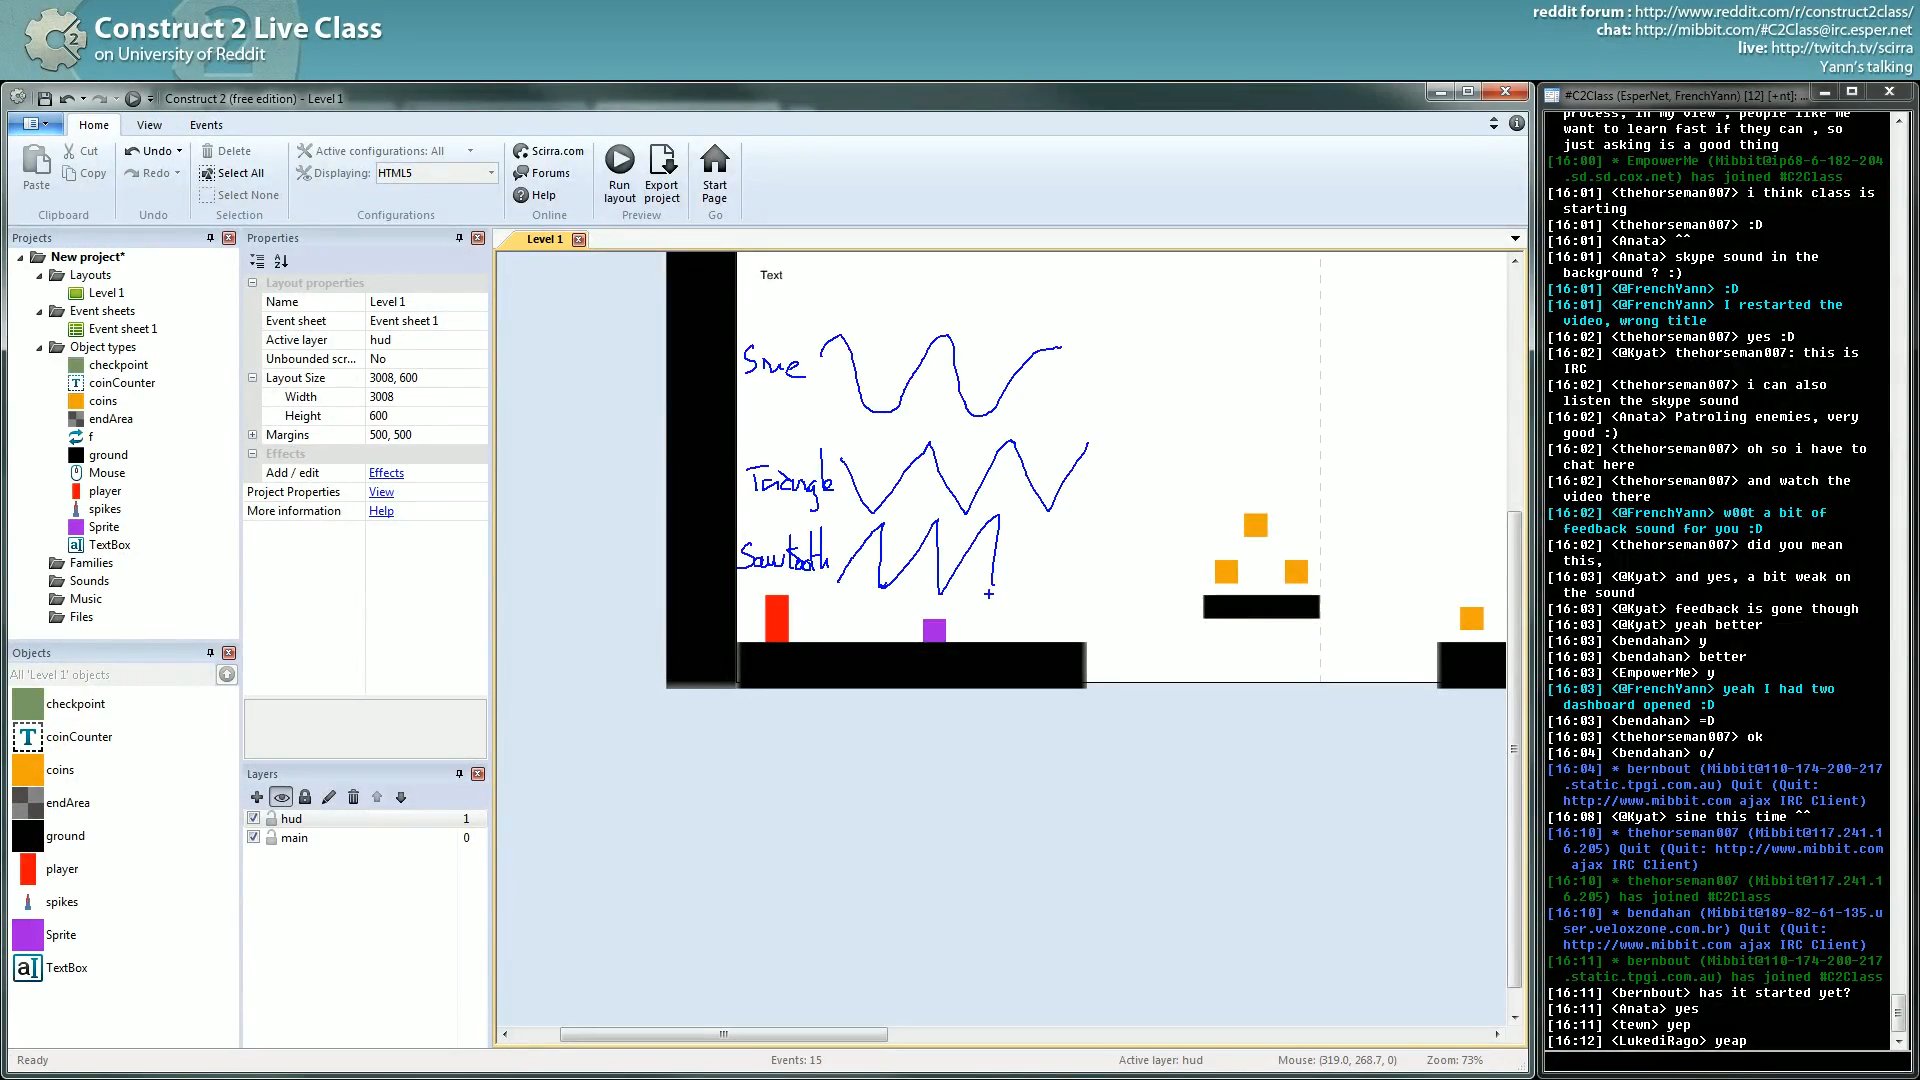 Construct 2 Live Class
on University of Reddit
reddit forum : http://www.reddit.com/r/construct2class/
chat: http://mibbit.com/#C2Class@irc.esper.net
live: http://twitch.tv/scirra
Yann's talking
Construct 2 (free edition) - Level 1
Home View Events
Paste
Cut
Copy
Clipboard
Undo
Redo
Undo
Delete
Select All
Select None
Selection
Active configurations: All
Displaying: HTML5
Configurations
Scirra.com
Forums
Help
Online
Run layout
Export project
Preview
Start Page
Go
Projects
New project*
Layouts
Level 1
Event sheets
Event sheet 1
Object types
checkpoint
coinCounter
coins
endArea
f
ground
Mouse
player
spikes
Sprite
TextBox
Families
Sounds
Music
Files
Objects
All 'Level 1' objects
checkpoint
coinCounter
coins
endArea
ground
player
spikes
Sprite
TextBox
Properties
Layout properties
Name Level 1
Event sheet Event sheet 1
Active layer hud
Unbounded scr... No
Layout Size 3008, 600
Width 3008
Height 600
Margins 500, 500
Effects
Add / edit Effects
Project Properties View
More information Help
Layers
hud 1
main 0
Level 1
Text
Sine
Triangle
Sawtooth
Ready
Events: 15
Active layer: hud
Mouse: (319.0, 268.7, 0)
Zoom: 73%
#C2Class (EsperNet, FrenchYann) [12] [+nt]: ...
process, in my view , people like me
want to learn fast if they can , so
just asking is a good thing
[16:00] * EmpowerMe (Mibbit@ip68-6-182-204
.sd.sd.cox.net) has joined #C2Class
[16:01] <thehorseman007> i think class is
starting
[16:01] <thehorseman007> :D
[16:01] <Anata> ^^
[16:01] <Anata> skype sound in the
background ? :)
[16:01] <@FrenchYann> :D
[16:01] <@FrenchYann> I restarted the
video, wrong title
[16:02] <thehorseman007> yes :D
[16:02] <@Kyat> thehorseman007: this is
IRC
[16:02] <thehorseman007> i can also
listen the skype sound
[16:02] <Anata> Patroling enemies, very
good :)
[16:02] <thehorseman007> oh so i have to
chat here
[16:02] <thehorseman007> and watch the
video there
[16:02] <@FrenchYann> w00t a bit of
feedback sound for you :D
[16:02] <thehorseman007> did you mean
this,
[16:03] <@Kyat> and yes, a bit weak on
the sound
[16:03] <@Kyat> feedback is gone though
[16:03] <@Kyat> yeah better
[16:03] <bendahan> y
[16:03] <bendahan> better
[16:03] <EmpowerMe> y
[16:03] <@FrenchYann> yeah I had two
dashboard opened :D
[16:03] <bendahan> =D
[16:03] <thehorseman007> ok
[16:04] <bendahan> o/
[16:04] * bernbout (Mibbit@110-174-200-217
.static.tpgi.com.au) Quit (Quit:
http://www.mibbit.com ajax IRC Client)
[16:08] <@Kyat> sine this time ^^
[16:10] * thehorseman007 (Mibbit@117.241.1
6.205) Quit (Quit: http://www.mibbit.com
ajax IRC Client)
[16:10] * thehorseman007 (Mibbit@117.241.1
6.205) has joined #C2Class
[16:10] * bendahan (Mibbit@189-82-61-135.u
ser.veloxzone.com.br) Quit (Quit:
http://www.mibbit.com ajax IRC Client)
[16:11] * bernbout (Mibbit@110-174-200-217
.static.tpgi.com.au) has joined #C2Class
[16:11] <bernbout> has it started yet?
[16:11] <Anata> yes
[16:11] <tewn> yep
[16:12] <LukediRago> yeap